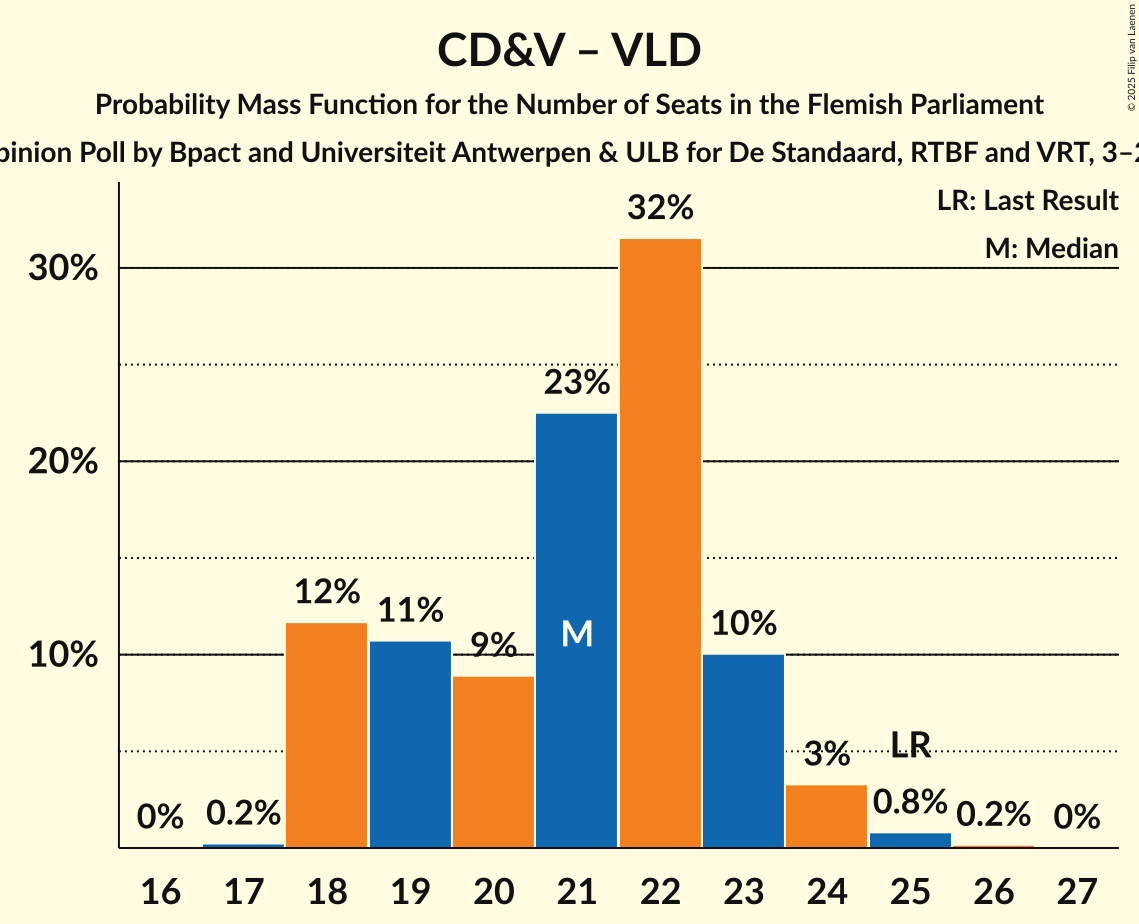 © 2025 Filip van Laenen
CD&V – VLD
Probability Mass Function for the Number of Seats in the Flemish Parliament
pinion Poll by Bpact and Universiteit Antwerpen & ULB for De Standaard, RTBF and VRT, 3–2
LR: Last Result
M: Median
32%
30%
23%
20%
M
12%
11%
10%
9%
10%
LR
3%
0.8%
0.2%
0%
0.2%
0%
16 17 18 19 20 21 22 23 24 25 26 27